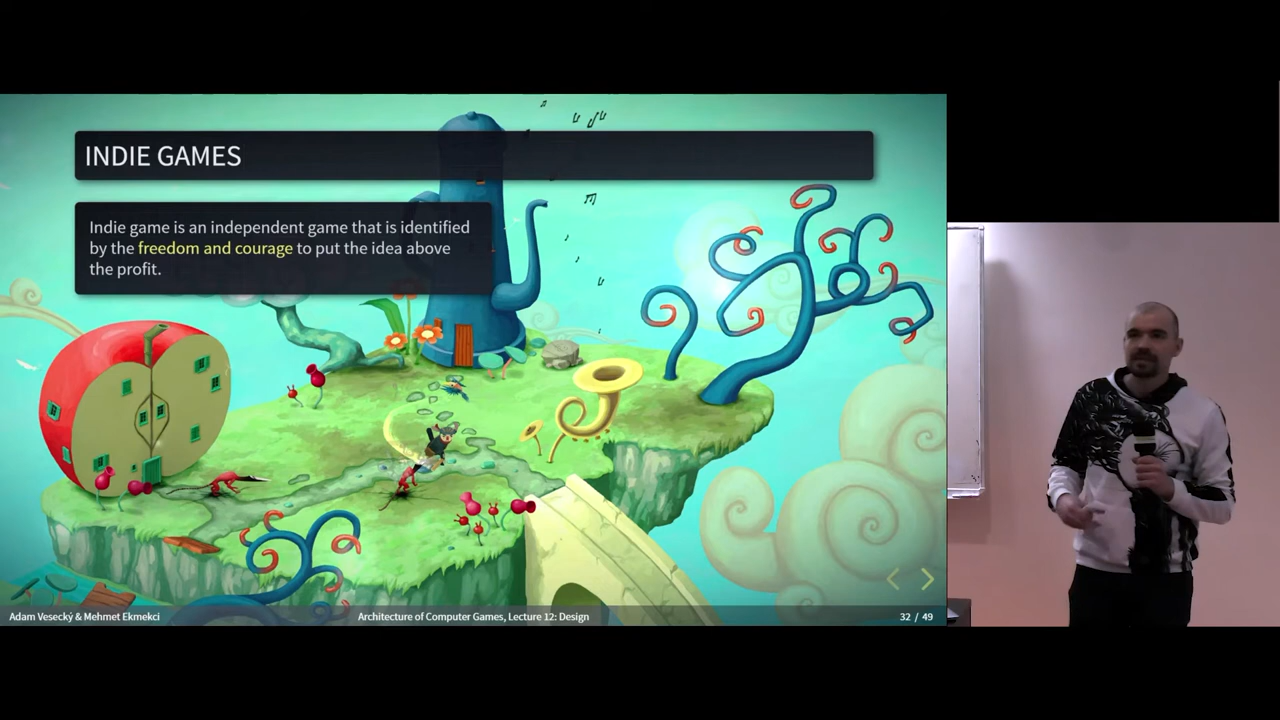 INDIE GAMES
Indie game is an independent game that is identified
by the freedom and courage to put the idea above
the profit.
Adam Vesecký & Mehmet Ekmekci
Architecture of Computer Games, Lecture 12: Design
32 / 49